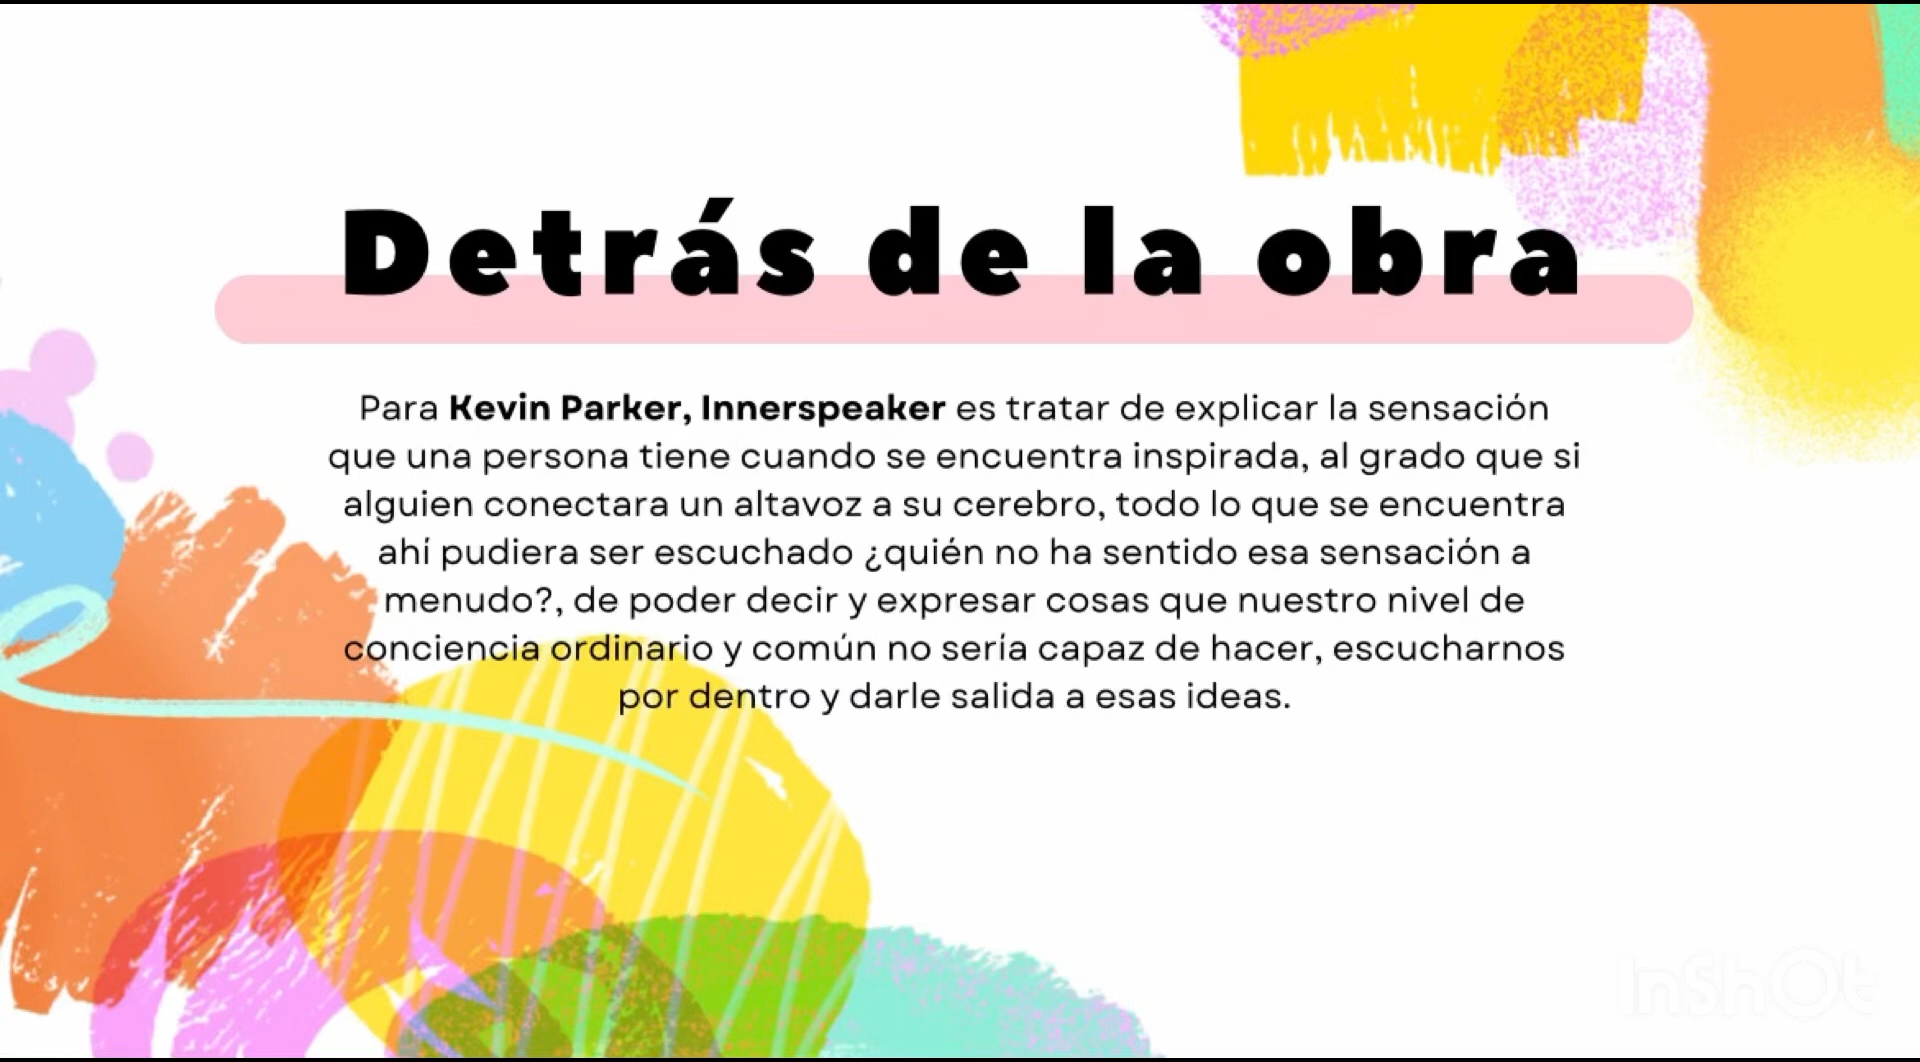 Detrás de la obra
Para Kevin Parker, Innerspeaker es tratar de explicar la sensación
que una persona tiene cuando se encuentra inspirada, al grado que si
alguien conectara un altavoz a su cerebro, todo lo que se encuentra
ahí pudiera ser escuchado ¿quién no ha sentido esa sensación a
menudo?, de poder decir y expresar cosas que nuestro nivel de
conciencia ordinario y común no sería capaz de hacer, escucharnos
por dentro y darle salida a esas ideas.
InShOt